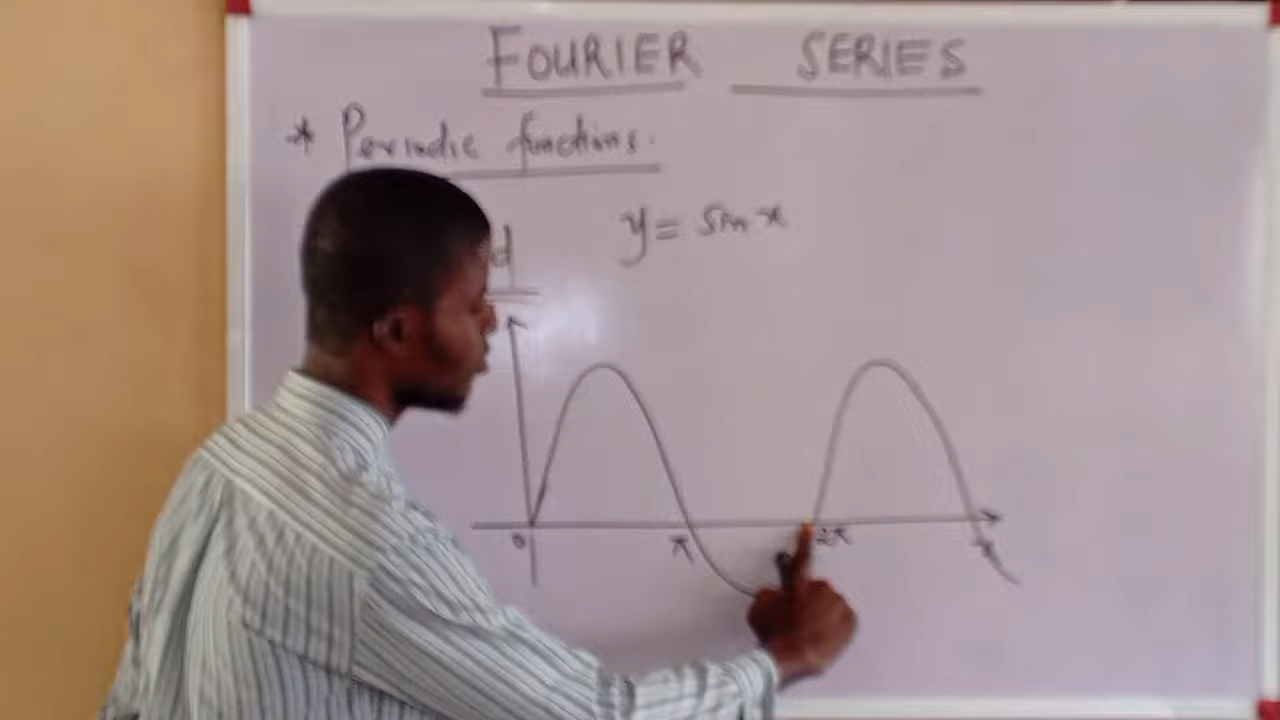 FOURIER SERIES
* Periodic functions.
y = sin x
0 π 2π x